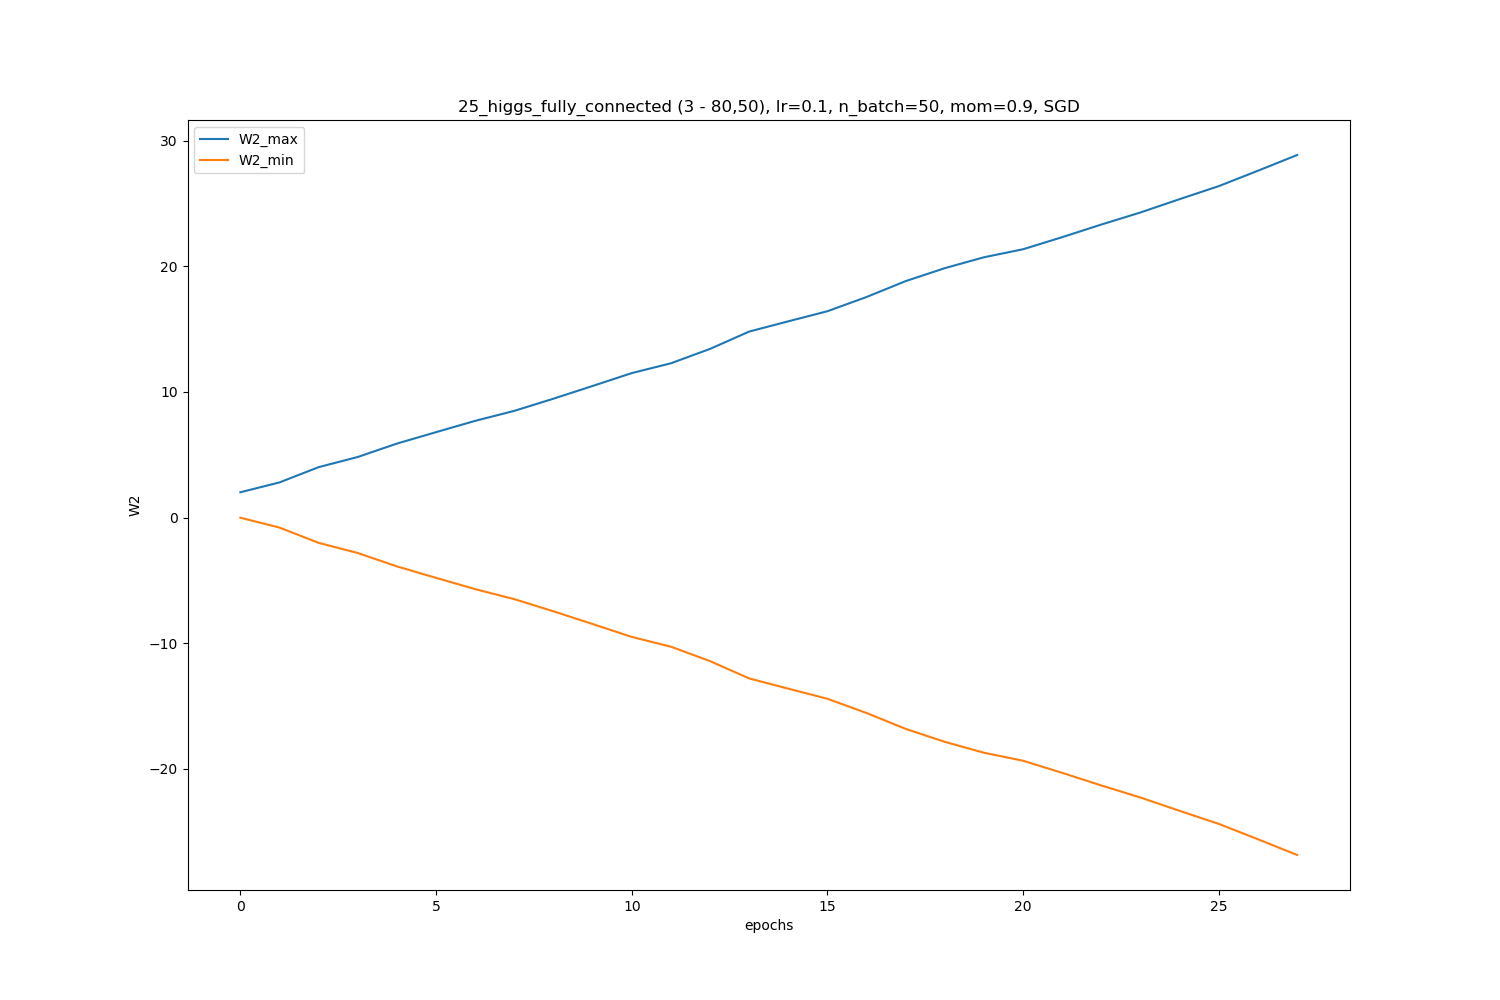 25_higgs_fully_connected (3 - 80,50), lr=0.1, n_batch=50, mom=0.9, SGD
W2_max
W2_min
30
20
10
0
−10
−20
W2
0 5 10 15 20 25
epochs